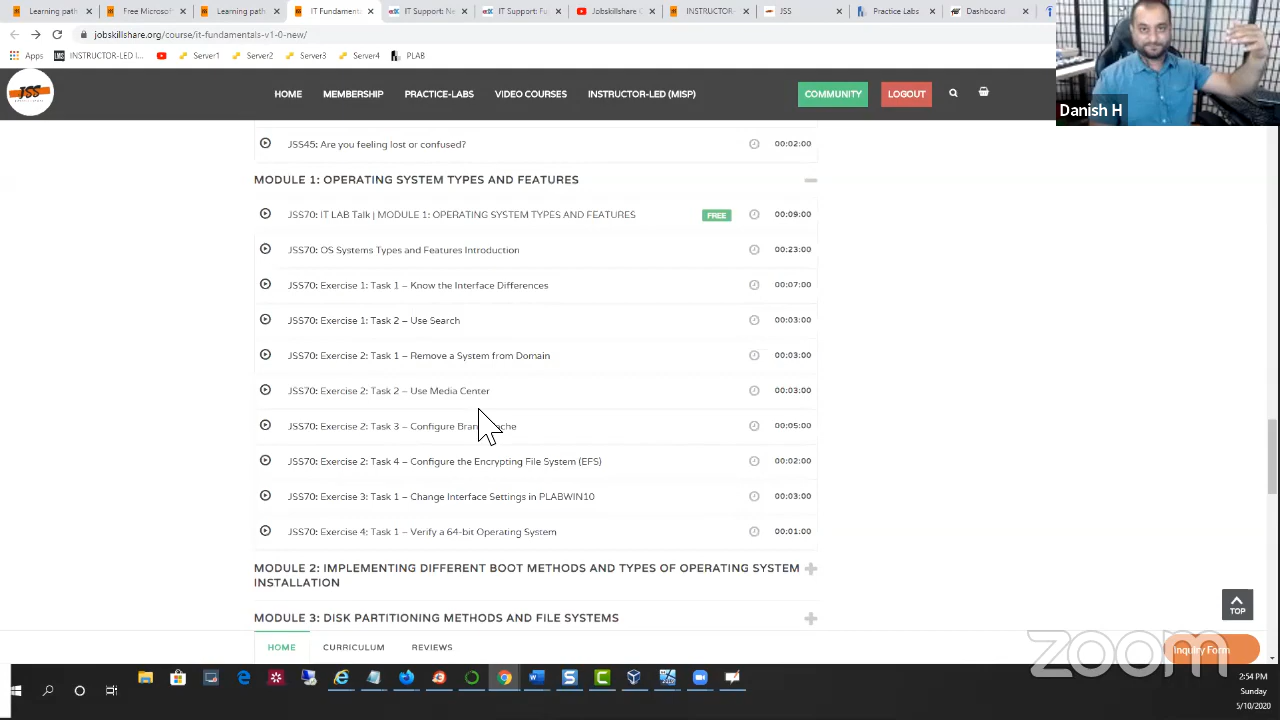 Learning pat
Free Microsof
Learning path
IT Fundamenta
IT Support: Ne
IT Support: Fu
Jobskillshare
INSTRUCTOR-
JSS
Practice Labs
Dashboard
jobskillshare.org/course/it-fundamentals-v1-0-new/
Apps
LMS
INSTRUCTOR-LED I...
Server1
Server2
Server3
Server4
PLAB
JSS
HOME
MEMBERSHIP
PRACTICE-LABS
VIDEO COURSES
INSTRUCTOR-LED (MISP)
COMMUNITY
LOGOUT
Danish H
JSS45: Are you feeling lost or confused?
00:02:00
MODULE 1: OPERATING SYSTEM TYPES AND FEATURES
JSS70: IT LAB Talk | MODULE 1: OPERATING SYSTEM TYPES AND FEATURES
FREE
00:09:00
JSS70: OS Systems Types and Features Introduction
00:23:00
JSS70: Exercise 1: Task 1 – Know the Interface Differences
00:07:00
JSS70: Exercise 1: Task 2 – Use Search
00:03:00
JSS70: Exercise 2: Task 1 – Remove a System from Domain
00:03:00
JSS70: Exercise 2: Task 2 – Use Media Center
00:03:00
JSS70: Exercise 2: Task 3 – Configure Bran che
00:05:00
JSS70: Exercise 2: Task 4 – Configure the Encrypting File System (EFS)
00:02:00
JSS70: Exercise 3: Task 1 – Change Interface Settings in PLABWIN10
00:03:00
JSS70: Exercise 4: Task 1 – Verify a 64-bit Operating System
00:01:00
MODULE 2: IMPLEMENTING DIFFERENT BOOT METHODS AND TYPES OF OPERATING SYSTEM
INSTALLATION
MODULE 3: DISK PARTITIONING METHODS AND FILE SYSTEMS
TOP
HOME
CURRICULUM
REVIEWS
zoom
Inquiry Form
2:54 PM
Sunday
5/10/2020